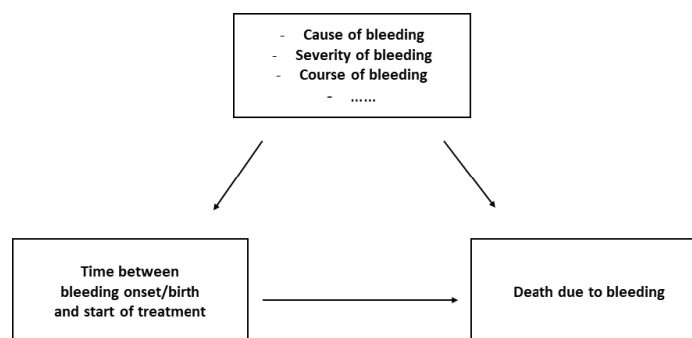 - Cause of bleeding
- Severity of bleeding
- Course of bleeding
- ......
Time between
bleeding onset/birth
and start of treatment
Death due to bleeding